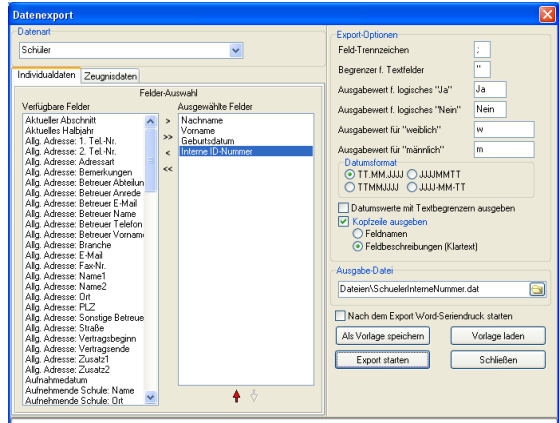 Datenexport
Datenart
Schüler
Individualdaten
Zeugnisdaten
Felder-Auswahl
Verfügbare Felder
Aktueller Abschnitt
Aktuelles Halbjahr
Allg. Adresse: 1. Tel.-Nr.
Allg. Adresse: 2. Tel.-Nr.
Allg. Adresse: Adressart
Allg. Adresse: Bemerkungen
Allg. Adresse: Betreuer Abteilun
Allg. Adresse: Betreuer Anrede
Allg. Adresse: Betreuer E-Mail
Allg. Adresse: Betreuer Name
Allg. Adresse: Betreuer Telefon
Allg. Adresse: Betreuer Vornam
Allg. Adresse: Branche
Allg. Adresse: E-Mail
Allg. Adresse: Fax-Nr.
Allg. Adresse: Name1
Allg. Adresse: Name2
Allg. Adresse: Ort
Allg. Adresse: PLZ
Allg. Adresse: Sonstige Betreue
Allg. Adresse: Straße
Allg. Adresse: Vertragsbeginn
Allg. Adresse: Vertragsende
Allg. Adresse: Zusatz1
Allg. Adresse: Zusatz2
Aufnahmedatum
Aufnehmende Schule: Name
Aufnehmende Schule: Ort
>
>>
<
<<
Ausgewählte Felder
Nachname
Vorname
Geburtsdatum
Interne ID-Nummer
Export-Optionen
Feld-Trennzeichen ;
Begrenzer f. Textfelder "
Ausgabewert f. logisches "Ja" Ja
Ausgabewert f. logisches "Nein" Nein
Ausgabewert für "weiblich" w
Ausgabewert für "männlich" m
Datumsformat
TT.MM.JJJJ JJJJMMTT
TTMMJJJJ JJJJ-MM-TT
Datumswerte mit Textbegrenzern ausgeben
Kopfzeile ausgeben
Feldnamen
Feldbeschreibungen (Klartext)
Ausgabe-Datei
Dateien\SchuelerInterneNummer.dat
Nach dem Export Word-Seriendruck starten
Als Vorlage speichern Vorlage laden
Export starten Schließen